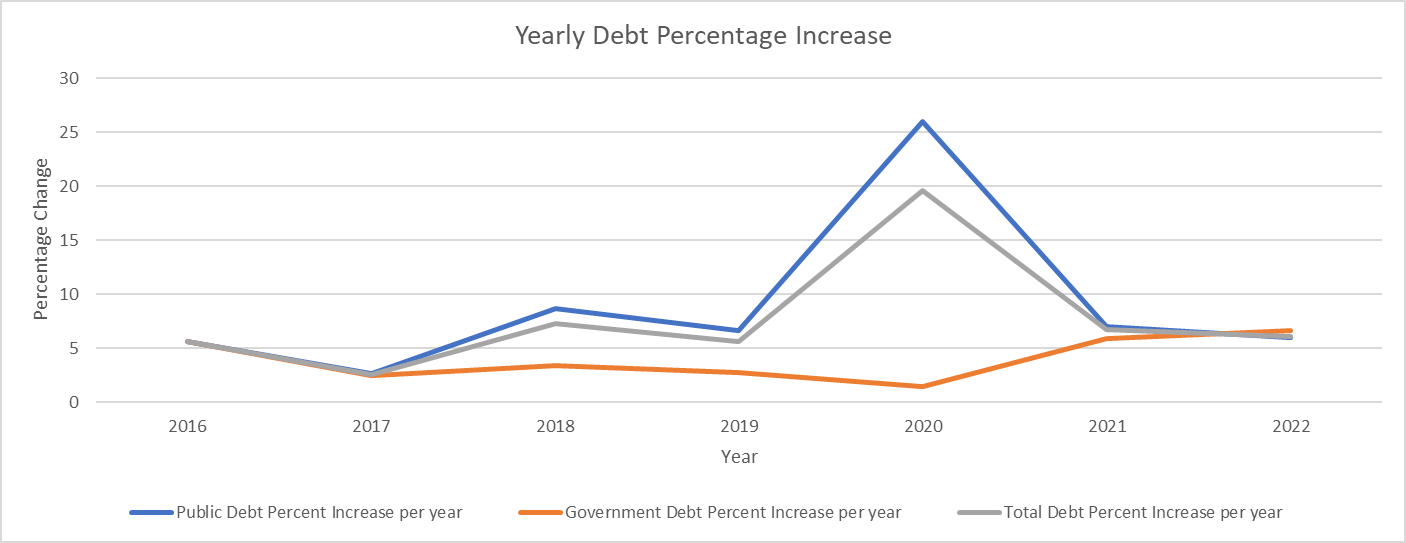 Yearly Debt Percentage Increase
Percentage Change
30
25
20
15
10
5
0
2016 2017 2018 2019 2020 2021 2022
Year
Public Debt Percent Increase per year Government Debt Percent Increase per year Total Debt Percent Increase per year